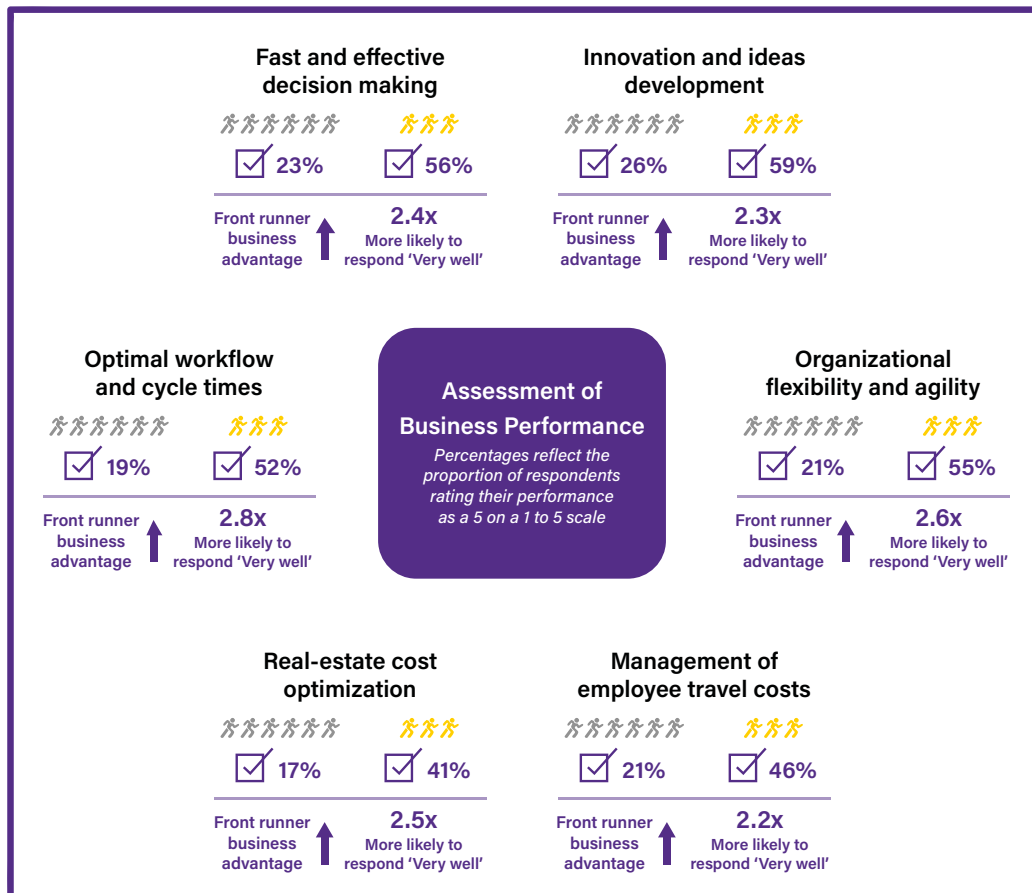 Fast and effective
decision making
23%
56%
Front runner
business
advantage
2.4x
More likely to
respond ‘Very well’
Innovation and ideas
development
26%
59%
Front runner
business
advantage
2.3x
More likely to
respond ‘Very well’
Optimal workflow
and cycle times
19%
52%
Front runner
business
advantage
2.8x
More likely to
respond ‘Very well’
Assessment of
Business Performance
Percentages reflect the
proportion of respondents
rating their performance
as a 5 on a 1 to 5 scale
Organizational
flexibility and agility
21%
55%
Front runner
business
advantage
2.6x
More likely to
respond ‘Very well’
Real-estate cost
optimization
17%
41%
Front runner
business
advantage
2.5x
More likely to
respond ‘Very well’
Management of
employee travel costs
21%
46%
Front runner
business
advantage
2.2x
More likely to
respond ‘Very well’